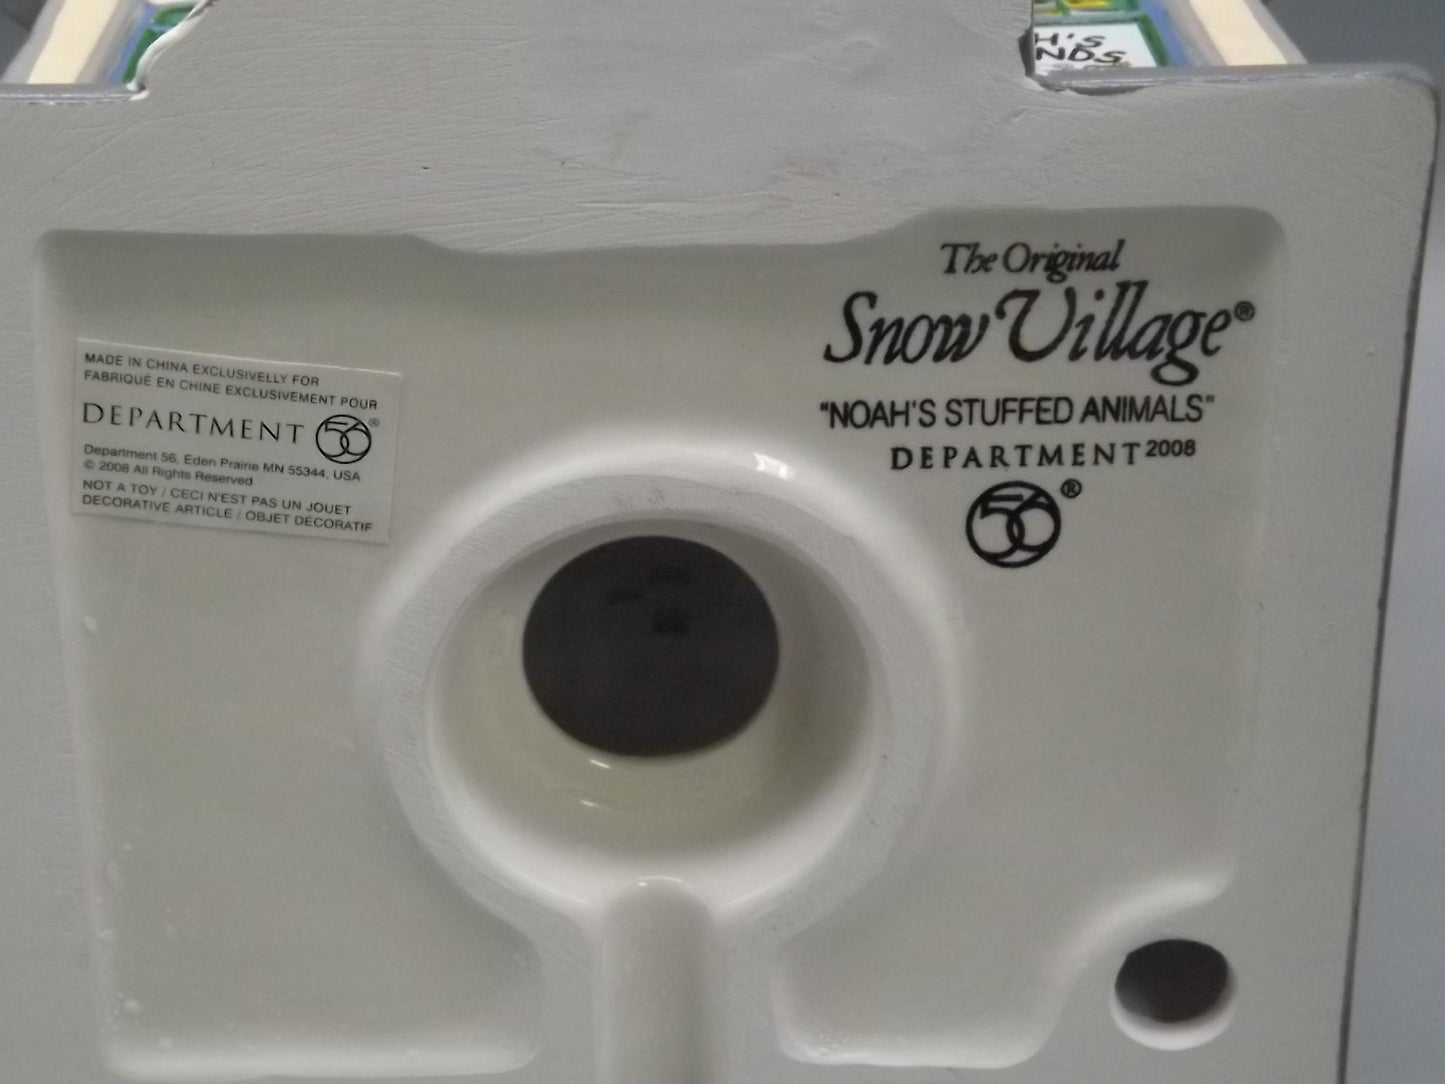 H'S
NDS
The Original
Snow Village®
"NOAH'S STUFFED ANIMALS"
DEPARTMENT 2008
56®
MADE IN CHINA EXCLUSIVELLY FOR
FABRIQUÉ EN CHINE EXCLUSIVEMENT POUR
DEPARTMENT 56®
Department 56, Eden Prairie MN 55344, USA
© 2008 All Rights Reserved
NOT A TOY / CECI N'EST PAS UN JOUET
DECORATIVE ARTICLE / OBJET DÉCORATIF